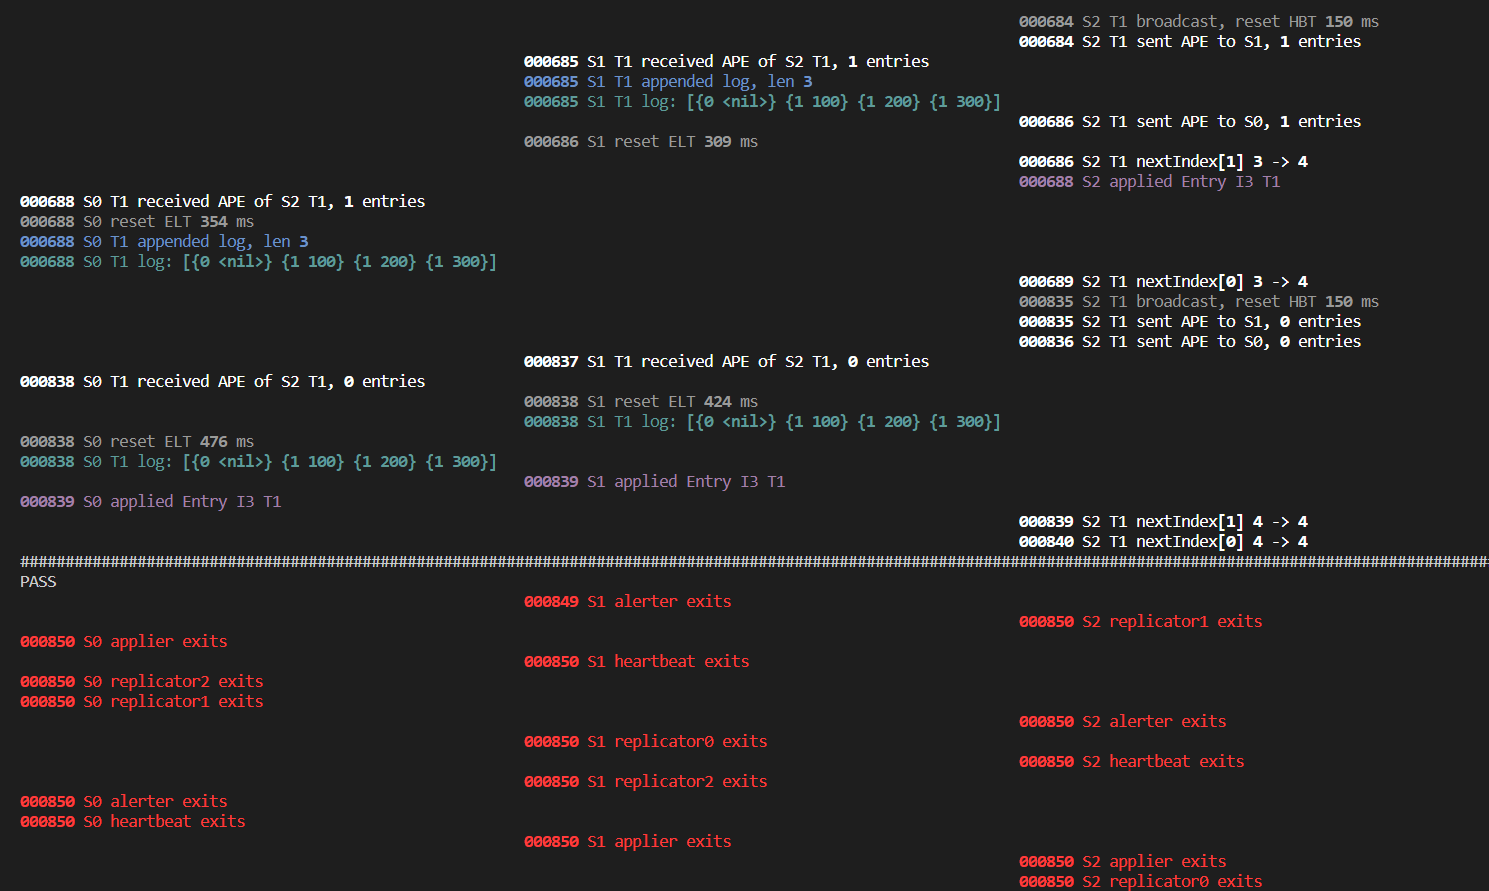 000684 S2 T1 broadcast, reset HBT 150 ms
000684 S2 T1 sent APE to S1, 1 entries
000685 S1 T1 received APE of S2 T1, 1 entries
000685 S1 T1 appended log, len 3
000685 S1 T1 log: [{0 <nil>} {1 100} {1 200} {1 300}]
000686 S2 T1 sent APE to S0, 1 entries
000686 S1 reset ELT 309 ms
000686 S2 T1 nextIndex[1] 3 -> 4
000688 S2 applied Entry I3 T1
000688 S0 T1 received APE of S2 T1, 1 entries
000688 S0 reset ELT 354 ms
000688 S0 T1 appended log, len 3
000688 S0 T1 log: [{0 <nil>} {1 100} {1 200} {1 300}]
000689 S2 T1 nextIndex[0] 3 -> 4
000835 S2 T1 broadcast, reset HBT 150 ms
000835 S2 T1 sent APE to S1, 0 entries
000836 S2 T1 sent APE to S0, 0 entries
000837 S1 T1 received APE of S2 T1, 0 entries
000838 S0 T1 received APE of S2 T1, 0 entries
000838 S1 reset ELT 424 ms
000838 S1 T1 log: [{0 <nil>} {1 100} {1 200} {1 300}]
000838 S0 reset ELT 476 ms
000838 S0 T1 log: [{0 <nil>} {1 100} {1 200} {1 300}]
000839 S1 applied Entry I3 T1
000839 S0 applied Entry I3 T1
000839 S2 T1 nextIndex[1] 4 -> 4
000840 S2 T1 nextIndex[0] 4 -> 4
###################################################################################################################################################################
PASS
000849 S1 alerter exits
000850 S2 replicator1 exits
000850 S0 applier exits
000850 S1 heartbeat exits
000850 S0 replicator2 exits
000850 S0 replicator1 exits
000850 S2 alerter exits
000850 S1 replicator0 exits
000850 S2 heartbeat exits
000850 S1 replicator2 exits
000850 S0 alerter exits
000850 S0 heartbeat exits
000850 S1 applier exits
000850 S2 applier exits
000850 S2 replicator0 exits